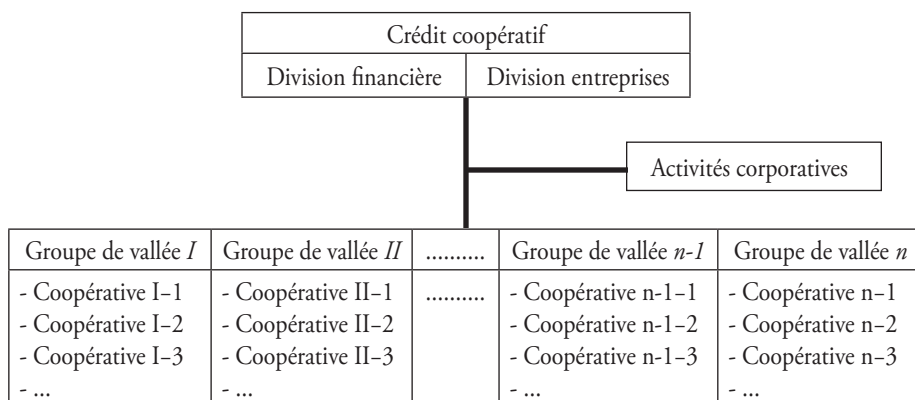 Crédit coopératif
Division financière Division entreprises
Activités corporatives
Groupe de vallée I Groupe de vallée II .......... Groupe de vallée n-1 Groupe de vallée n
- Coopérative I–1 - Coopérative II–1 .......... - Coopérative n-1–1 - Coopérative n–1
- Coopérative I–2 - Coopérative II–2 - Coopérative n-1–2 - Coopérative n–2
- Coopérative I–3 - Coopérative II–3 - Coopérative n-1–3 - Coopérative n–3
- ... - ... - ... - ...